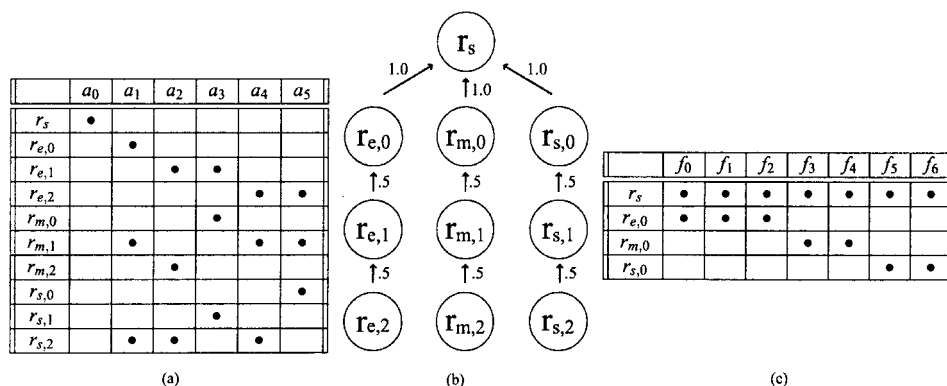 a0 a1 a2 a3 a4 a5
rs •
re,0 •
re,1 • •
re,2 • •
rm,0 •
rm,1 • • •
rm,2 •
rs,0 •
rs,1 •
rs,2 • • •
(a)
rs
1.0 1.0 1.0
re,0 rm,0 rs,0
.5 .5 .5
re,1 rm,1 rs,1
.5 .5 .5
re,2 rm,2 rs,2
(b)
f0 f1 f2 f3 f4 f5 f6
rs • • • • • • •
re,0 • • •
rm,0 • •
rs,0 • •
(c)